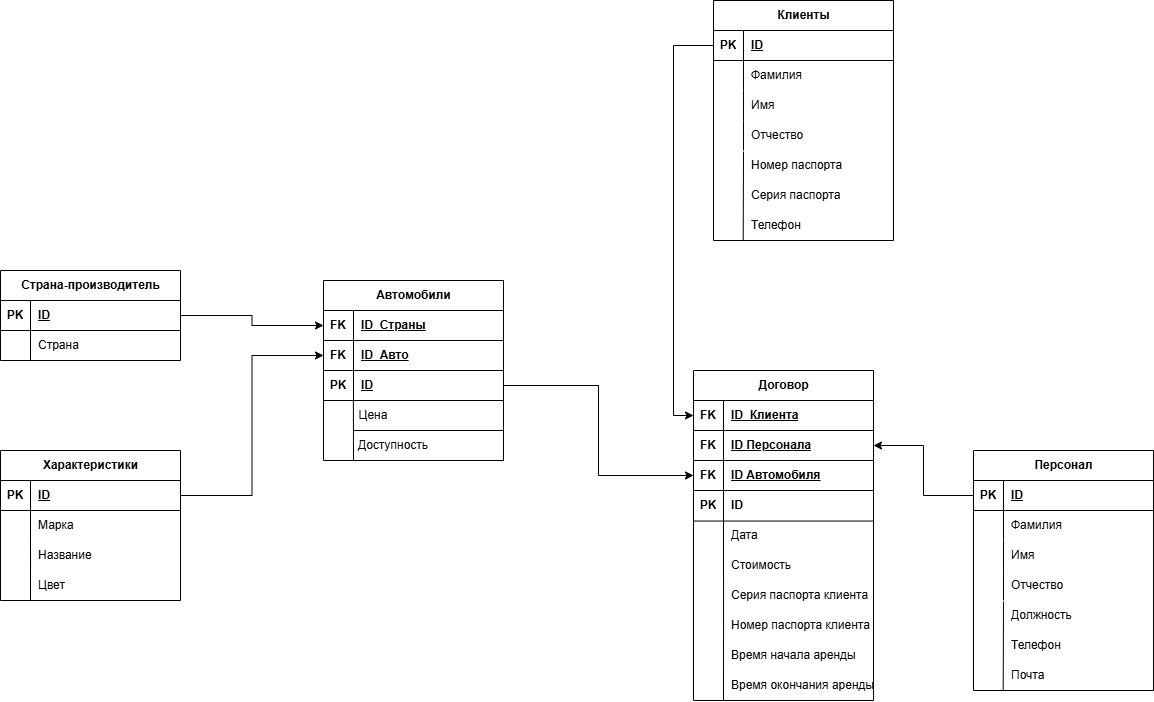 Клиенты
PK ID
Фамилия
Имя
Отчество
Номер паспорта
Серия паспорта
Телефон
Страна-производитель
PK ID
Страна
Автомобили
FK ID_Страны
FK ID_Авто
PK ID
Цена
Доступность
Характеристики
PK ID
Марка
Название
Цвет
Договор
FK ID_Клиента
FK ID Персонала
FK ID Автомобиля
PK ID
Дата
Стоимость
Серия паспорта клиента
Номер паспорта клиента
Время начала аренды
Время окончания аренды
Персонал
PK ID
Фамилия
Имя
Отчество
Должность
Телефон
Почта